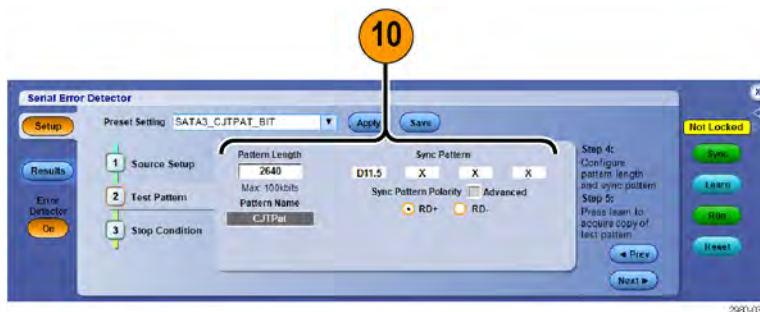 10
Serial Error Detector
X
Setup
Preset Setting SATA3_CJTPAT_BIT Apply Save
Not Locked
Pattern Length Sync Pattern Step 4:
1 Source Setup 2640 D11.5 X X X Configure
Results Max: 100kbits Sync Pattern Polarity Advanced pattern length
2 Test Pattern Pattern Name RD+ RD- and sync pattern
Error CJTPat Step 5:
Detector 3 Stop Condition Press learn to
On acquire copy of
test pattern
Prev
Next
Sync
Learn
Run
Reset